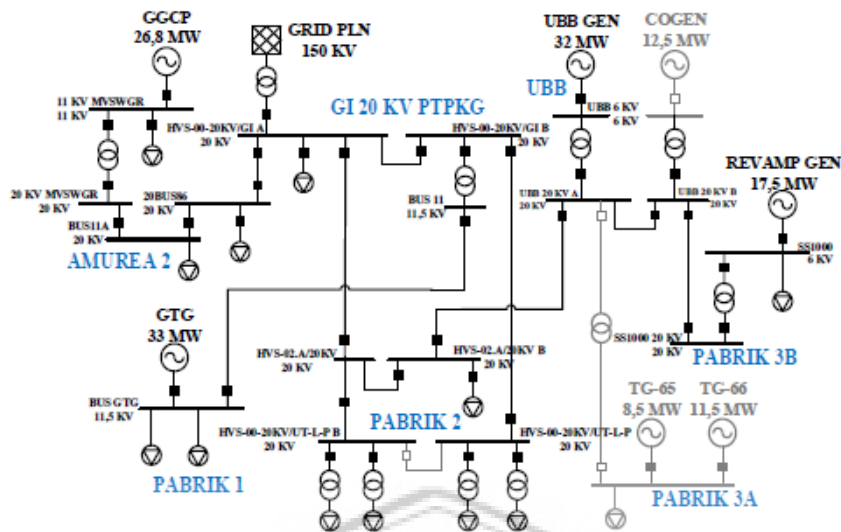 GGCP
26,8 MW
GRID PLN
150 KV
UBB GEN
32 MW
COGEN
12,5 MW
UBB
11 KV MVSWGR
11 KV
GI 20 KV PTPKG
UBB 6 KV
6 KV
HVS-00-20KV/GI A
20 KV
HVS-00-20KV/GI B
20 KV
REVAMP GEN
17,5 MW
20 KV MVSWGR
20 KV
20BUS86
20 KV
BUS 11
11,5 KV
UBB 20 KV A
20 KV
UBB 20 KV B
20 KV
BUS11A
20 KV
AMUREA 2
SS1000
6 KV
GTG
33 MW
SS1000 20 KV
20 KV
HVS-02.A/20KV
20 KV
HVS-02.A/20KV B
20 KV
PABRIK 3B
TG-65
8,5 MW
TG-66
11,5 MW
BUS GTG
11,5 KV
HVS-00-20KV/UT-L-P B
20 KV
PABRIK 2
HVS-00-20KV/UT-L-P
20 KV
PABRIK 1
PABRIK 3A